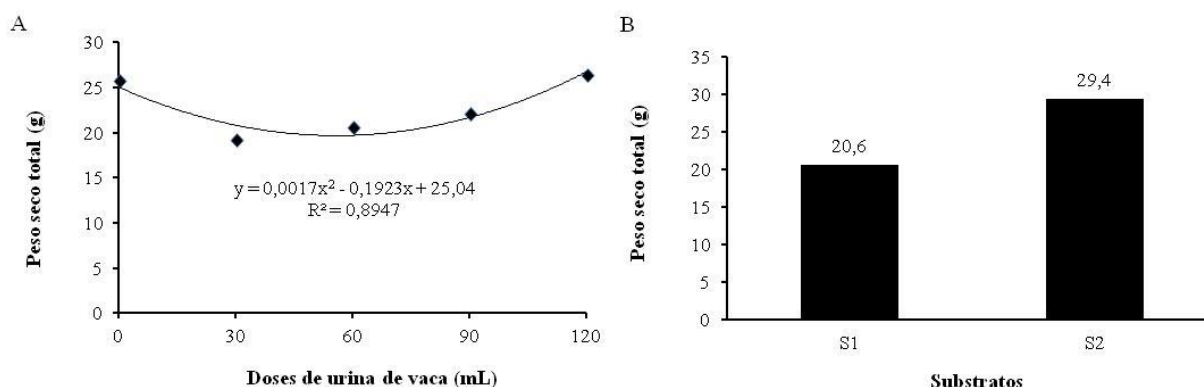 A
Peso seco total (g)
30
25
20
15
10
5
0
y = 0,0017x² - 0,1923x + 25,04
R² = 0,8947
0 30 60 90 120
Doses de urina de vaca (mL)
B
Peso seco total (g)
35
30
25
20
15
10
5
0
20,6
29,4
S1 S2
Substratos